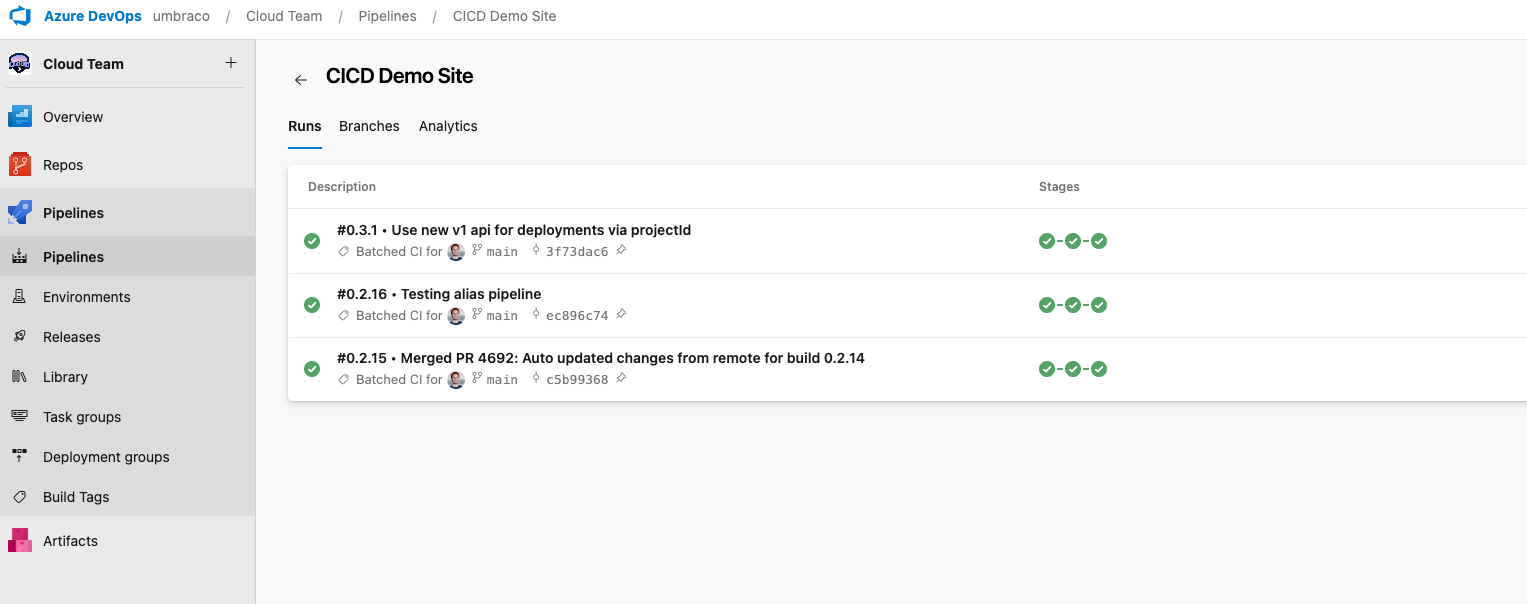 Azure DevOps umbraco / Cloud Team / Pipelines / CICD Demo Site
Cloud Team +
Overview
Repos
Pipelines
Pipelines
Environments
Releases
Library
Task groups
Deployment groups
Build Tags
Artifacts
CICD Demo Site
Runs Branches Analytics
Description Stages
#0.3.1 • Use new v1 api for deployments via projectId
Batched CI for main 3f73dac6
#0.2.16 • Testing alias pipeline
Batched CI for main ec896c74
#0.2.15 • Merged PR 4692: Auto updated changes from remote for build 0.2.14
Batched CI for main c5b99368